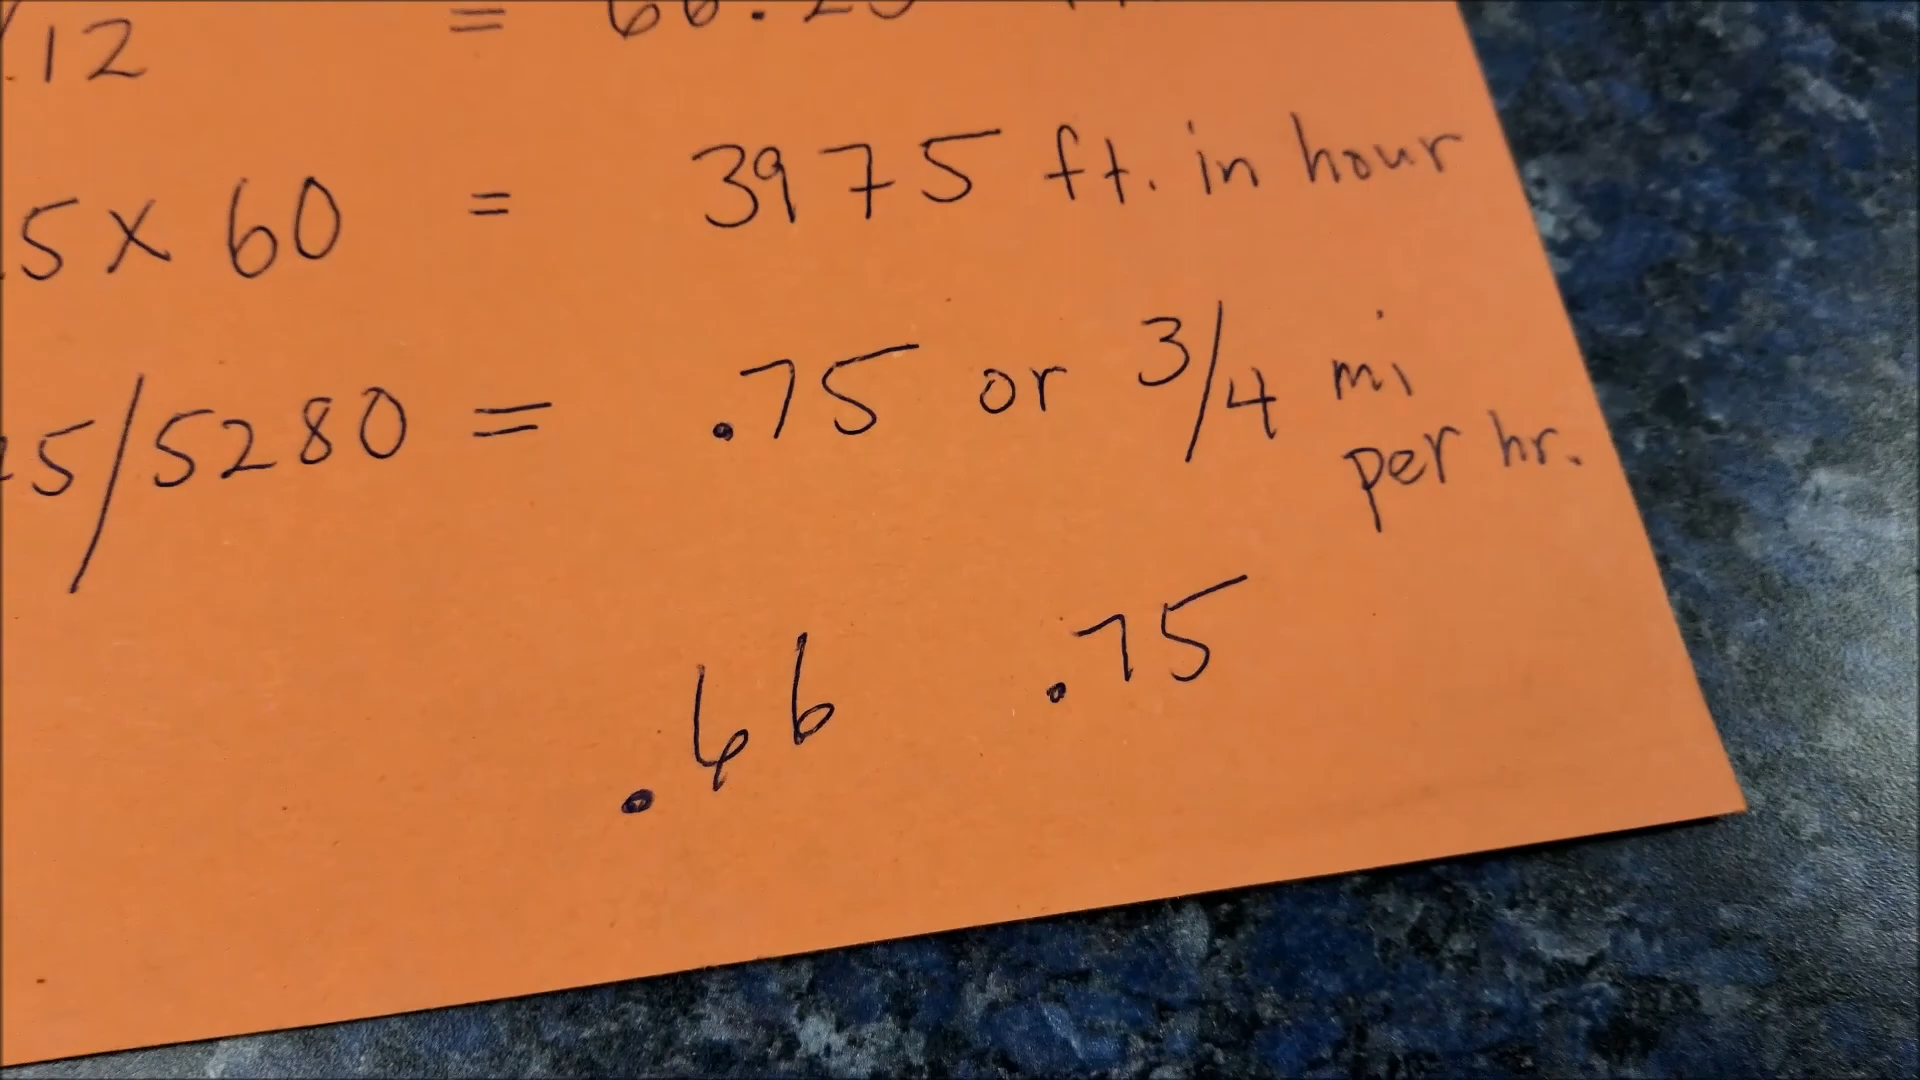 /12 = 66.25
.5 x 60 = 3975 ft. in hour
5/5280 = .75 or 3/4 mi
per hr.
.66 .75